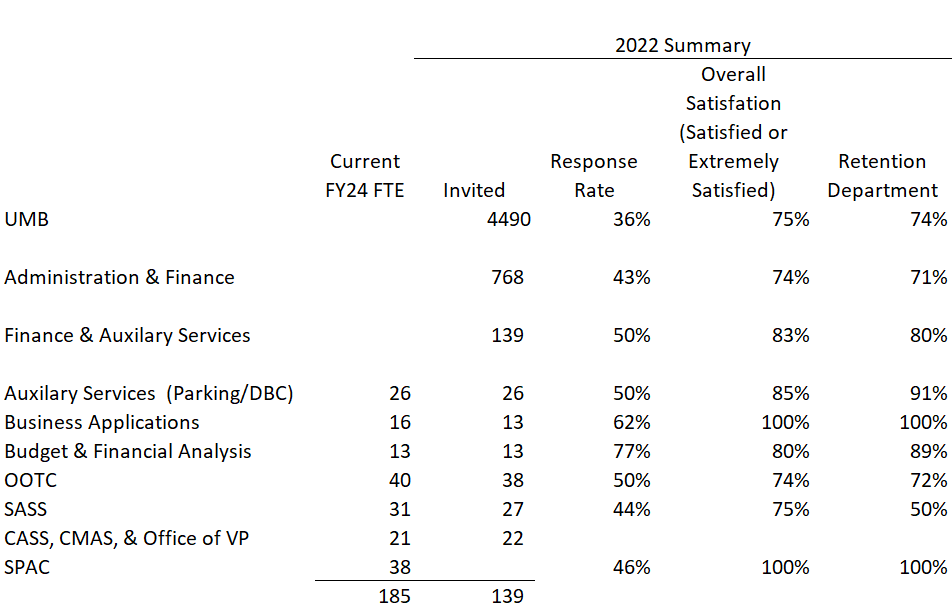 2022 Summary
Overall
Satisfation
(Satisfied or
Current Response Extremely Retention
FY24 FTE Invited Rate Satisfied) Department
UMB 4490 36% 75% 74%
Administration & Finance 768 43% 74% 71%
Finance & Auxilary Services 139 50% 83% 80%
Auxilary Services (Parking/DBC) 26 26 50% 85% 91%
Business Applications 16 13 62% 100% 100%
Budget & Financial Analysis 13 13 77% 80% 89%
OOTC 40 38 50% 74% 72%
SASS 31 27 44% 75% 50%
CASS, CMAS, & Office of VP 21 22
SPAC 38 46% 100% 100%
185 139